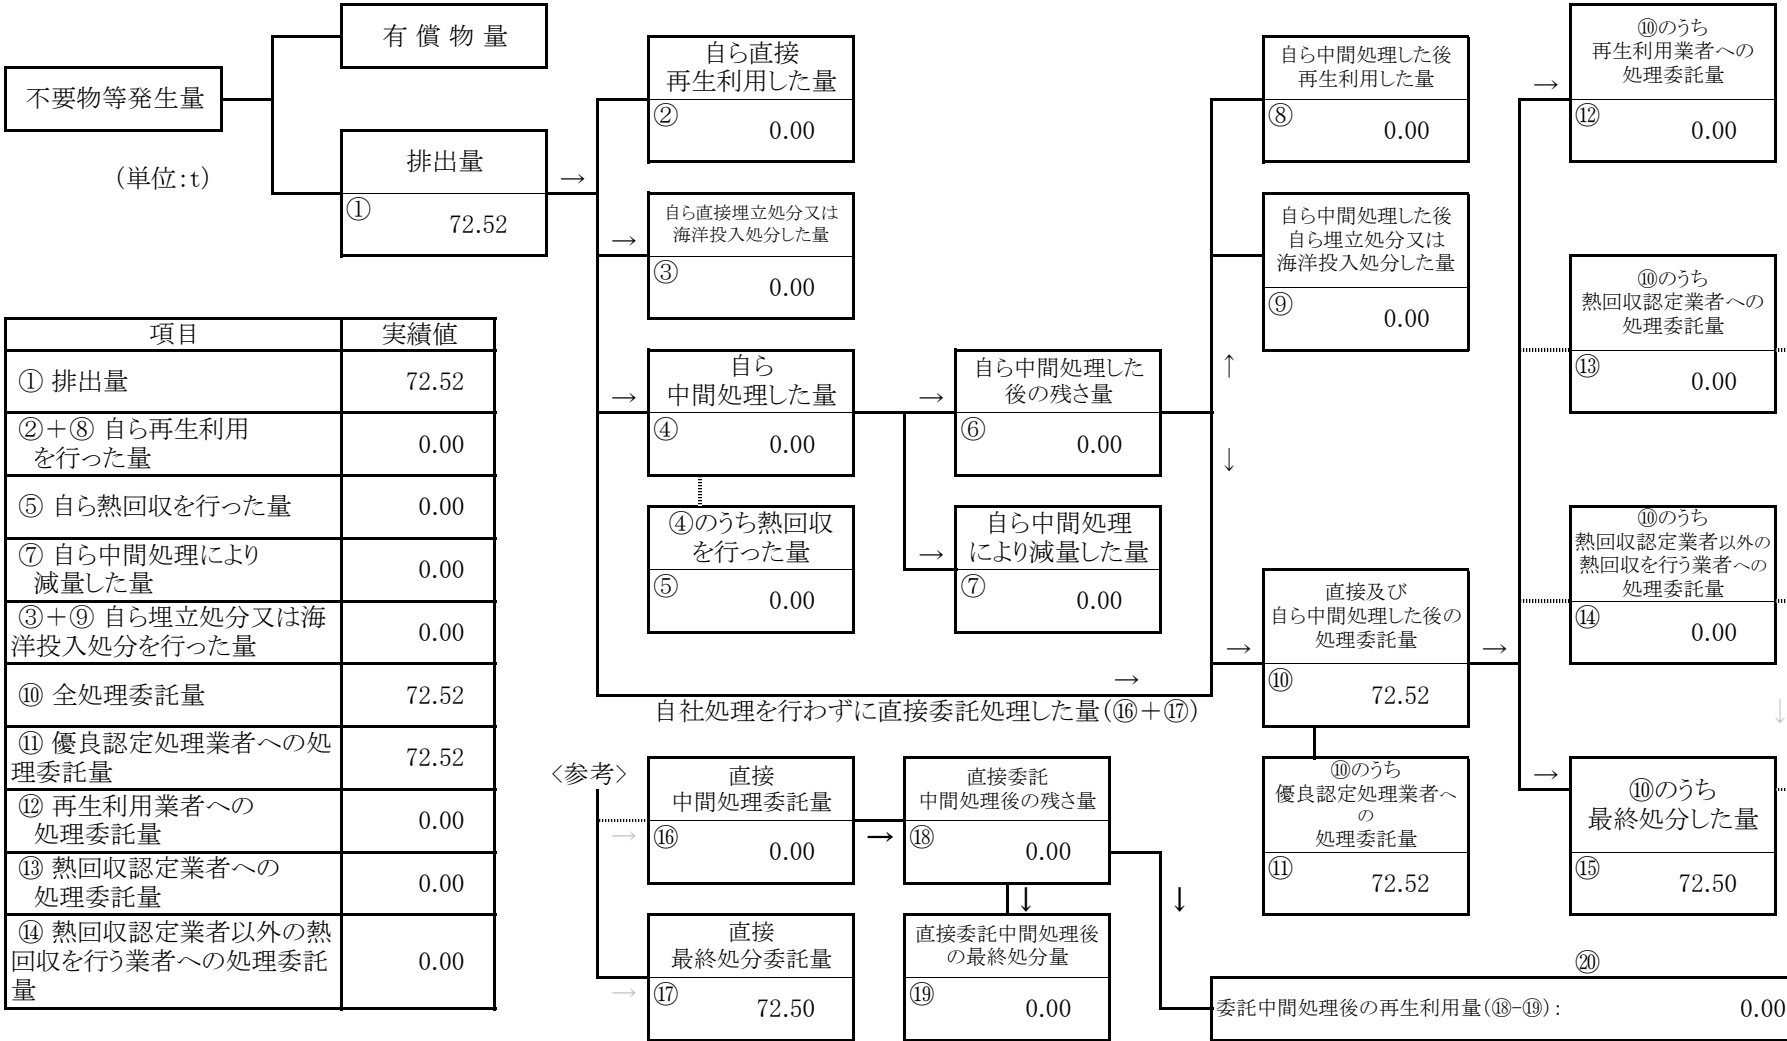 不要物等発生量
有 償 物 量
排出量
→
① 72.52
(単位:t)
項目 実績値
① 排出量 72.52
②＋⑧ 自ら再生利用
を行った量 0.00
⑤ 自ら熱回収を行った量 0.00
⑦ 自ら中間処理により
減量した量 0.00
③＋⑨ 自ら埋立処分又は海
洋投入処分を行った量 0.00
⑩ 全処理委託量 72.52
⑪ 優良認定処理業者への処
理委託量 72.52
⑫ 再生利用業者への
処理委託量 0.00
⑬ 熱回収認定業者への
処理委託量 0.00
⑭ 熱回収認定業者以外の熱
回収を行う業者への処理委託
量 0.00
自ら直接
再生利用した量
② 0.00
→
自ら直接埋立処分又は
海洋投入処分した量
③ 0.00
→
自ら
中間処理した量
④ 0.00
④のうち熱回収
を行った量
⑤ 0.00
→
自ら中間処理した
後の残さ量
⑥ 0.00
→
自ら中間処理
により減量した量
⑦ 0.00
→
自社処理を行わずに直接委託処理した量(⑯＋⑰)
↑
↓
自ら中間処理した後
再生利用した量
⑧ 0.00
自ら中間処理した後
自ら埋立処分又は
海洋投入処分した量
⑨ 0.00
→
直接及び
自ら中間処理した後の
処理委託量
⑩ 72.52
⑩のうち
優良認定処理業者へ
の
処理委託量
⑪ 72.52
→
→
⑩のうち
再生利用業者への
処理委託量
⑫ 0.00
⑩のうち
熱回収認定業者への
処理委託量
⑬ 0.00
⑩のうち
熱回収認定業者以外の
熱回収を行う業者への
処理委託量
⑭ 0.00
↓
→
⑩のうち
最終処分した量
⑮ 72.50
〈参考〉
→
直接
中間処理委託量
⑯ 0.00
→
直接
最終処分委託量
⑰ 72.50
→
直接委託
中間処理後の残さ量
⑱ 0.00
↓
直接委託中間処理後
の最終処分量
⑲ 0.00
↓
⑳
委託中間処理後の再生利用量(⑱-⑲)： 0.00